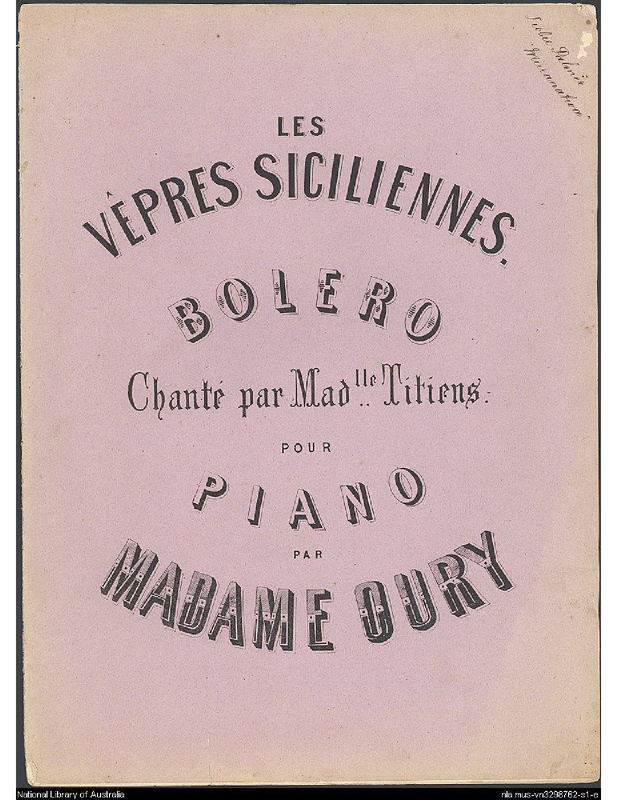 LES
VÊPRES SICILIENNES.
BOLERO
Chanté par Mad.lle Titiens.
POUR
PIANO
PAR
MADAME OURY
National Library of Australia
nla.mus-vn3298762-s1-e